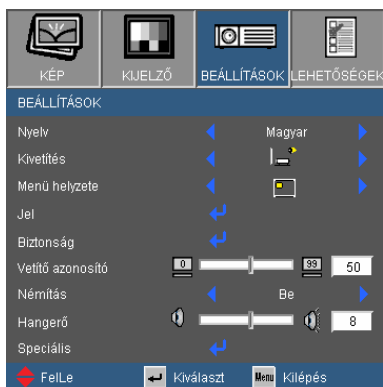 KÉP KIJELZŐ BEÁLLÍTÁSOK LEHETŐSÉGEK
BEÁLLÍTÁSOK
Nyelv Magyar
Kivetítés
Menü helyzete
Jel
Biztonság
Vetítő azonosító 0 99 50
Némítás Be
Hangerő 8
Speciális
FelLe Kiválaszt Menu Kilépés